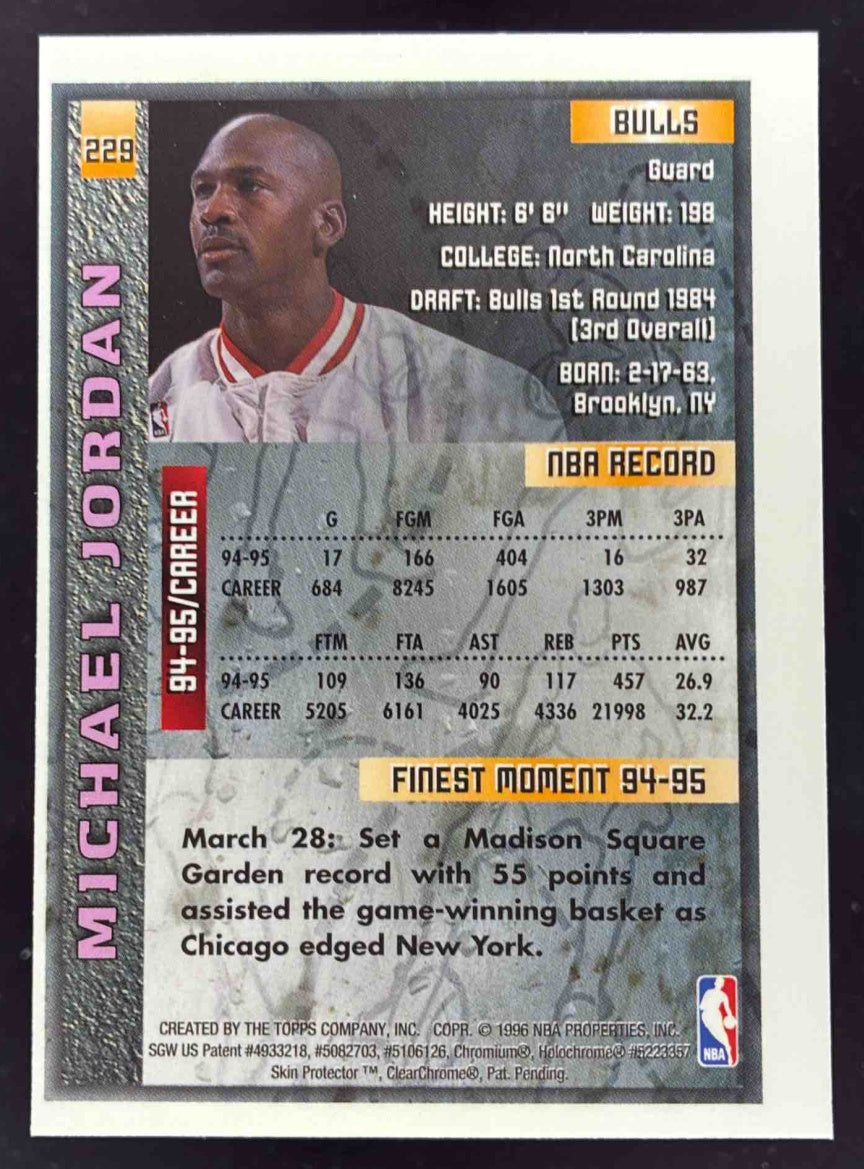 229
BULLS
Guard
HEIGHT: 6' 6" WEIGHT: 198
COLLEGE: North Carolina
DRAFT: Bulls 1st Round 1984
(3rd Overall)
BORN: 2-17-63,
Brooklyn, NY
NBA
MICHAEL JORDAN
NBA RECORD
94-95/CAREER
G FGM FGA 3PM 3PA
94-95 17 166 404 16 32
CAREER 684 8245 1605 1303 987
FTM FTA AST REB PTS AVG
94-95 109 136 90 117 457 26.9
CAREER 5205 6161 4025 4336 21998 32.2
FINEST MOMENT 94-95
March 28: Set a Madison Square
Garden record with 55 points and
assisted the game-winning basket as
Chicago edged New York.
CREATED BY THE TOPPS COMPANY, INC. COPR. © 1996 NBA PROPERTIES, INC.
SGW US Patent #4933218, #5082703, #5106126, Chromium®, Holochrome® #5223357
Skin Protector ™, ClearChrome®, Pat. Pending.
NBA